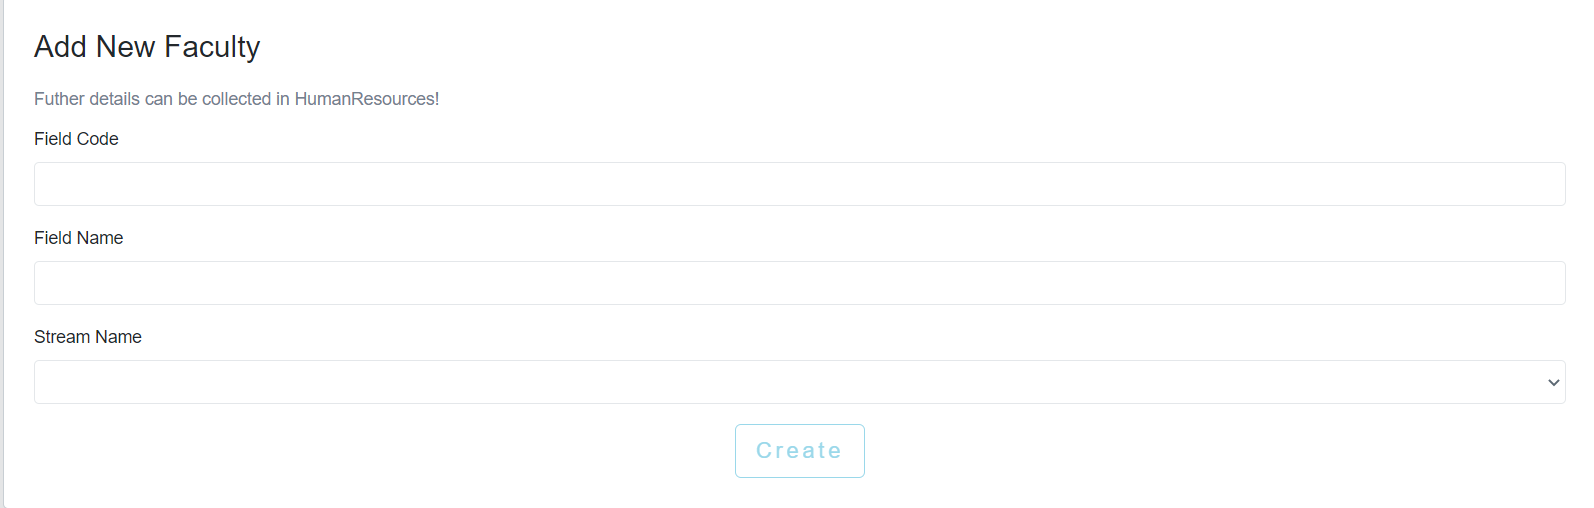 Add New Faculty
Futher details can be collected in HumanResources!
Field Code
Field Name
Stream Name
Create